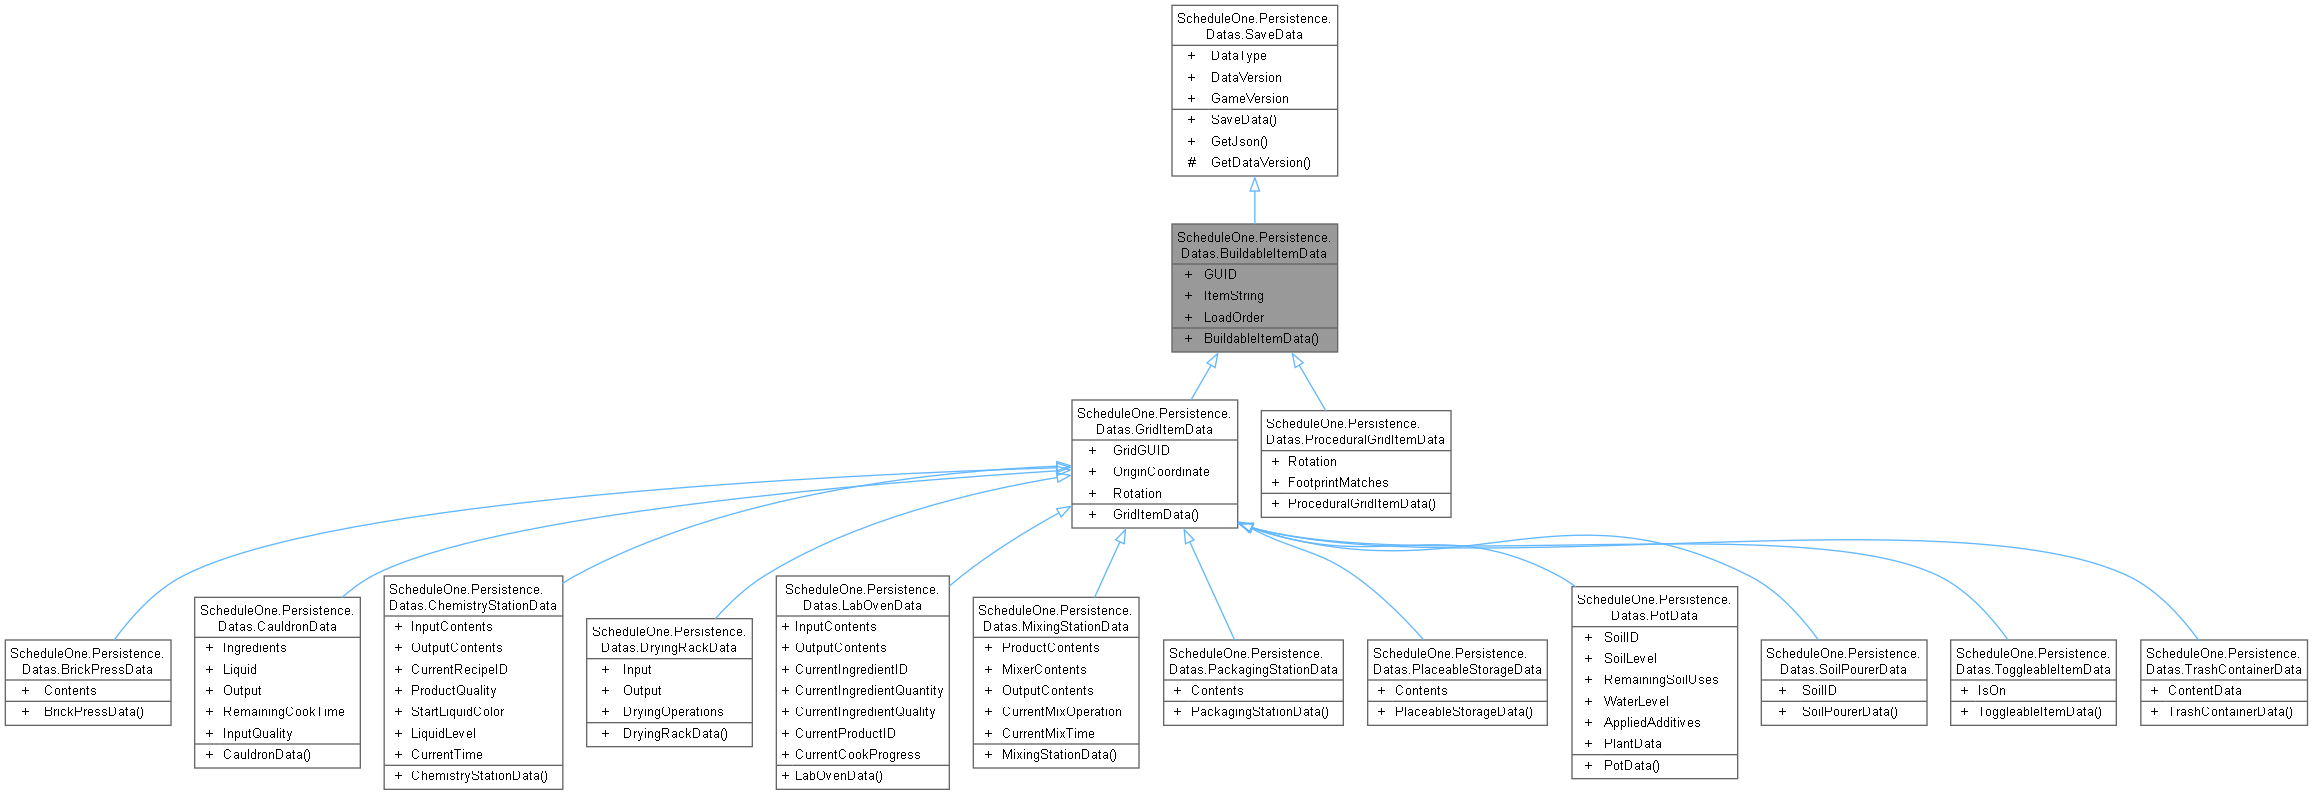 ScheduleOne.Persistence.
Datas.SaveData
+ DataType
+ DataVersion
+ GameVersion
+ SaveData()
+ GetJson()
# GetDataVersion()
ScheduleOne.Persistence.
Datas.BuildableItemData
+ GUID
+ ItemString
+ LoadOrder
+ BuildableItemData()
ScheduleOne.Persistence.
Datas.GridItemData
+ GridGUID
+ OriginCoordinate
+ Rotation
+ GridItemData()
ScheduleOne.Persistence.
Datas.ProceduralGridItemData
+ Rotation
+ FootprintMatches
+ ProceduralGridItemData()
ScheduleOne.Persistence.
Datas.BrickPressData
+ Contents
+ BrickPressData()
ScheduleOne.Persistence.
Datas.CauldronData
+ Ingredients
+ Liquid
+ Output
+ RemainingCookTime
+ InputQuality
+ CauldronData()
ScheduleOne.Persistence.
Datas.ChemistryStationData
+ InputContents
+ OutputContents
+ CurrentRecipeID
+ ProductQuality
+ StartLiquidColor
+ LiquidLevel
+ CurrentTime
+ ChemistryStationData()
ScheduleOne.Persistence.
Datas.DryingRackData
+ Input
+ Output
+ DryingOperations
+ DryingRackData()
ScheduleOne.Persistence.
Datas.LabOvenData
+ InputContents
+ OutputContents
+ CurrentIngredientID
+ CurrentIngredientQuantity
+ CurrentIngredientQuality
+ CurrentProductID
+ CurrentCookProgress
+ LabOvenData()
ScheduleOne.Persistence.
Datas.MixingStationData
+ ProductContents
+ MixerContents
+ OutputContents
+ CurrentMixOperation
+ CurrentMixTime
+ MixingStationData()
ScheduleOne.Persistence.
Datas.PackagingStationData
+ Contents
+ PackagingStationData()
ScheduleOne.Persistence.
Datas.PlaceableStorageData
+ Contents
+ PlaceableStorageData()
ScheduleOne.Persistence.
Datas.PotData
+ SoilID
+ SoilLevel
+ RemainingSoilUses
+ WaterLevel
+ AppliedAdditives
+ PlantData
+ PotData()
ScheduleOne.Persistence.
Datas.SoilPourerData
+ SoilID
+ SoilPourerData()
ScheduleOne.Persistence.
Datas.ToggleableItemData
+ IsOn
+ ToggleableItemData()
ScheduleOne.Persistence.
Datas.TrashContainerData
+ ContentData
+ TrashContainerData()